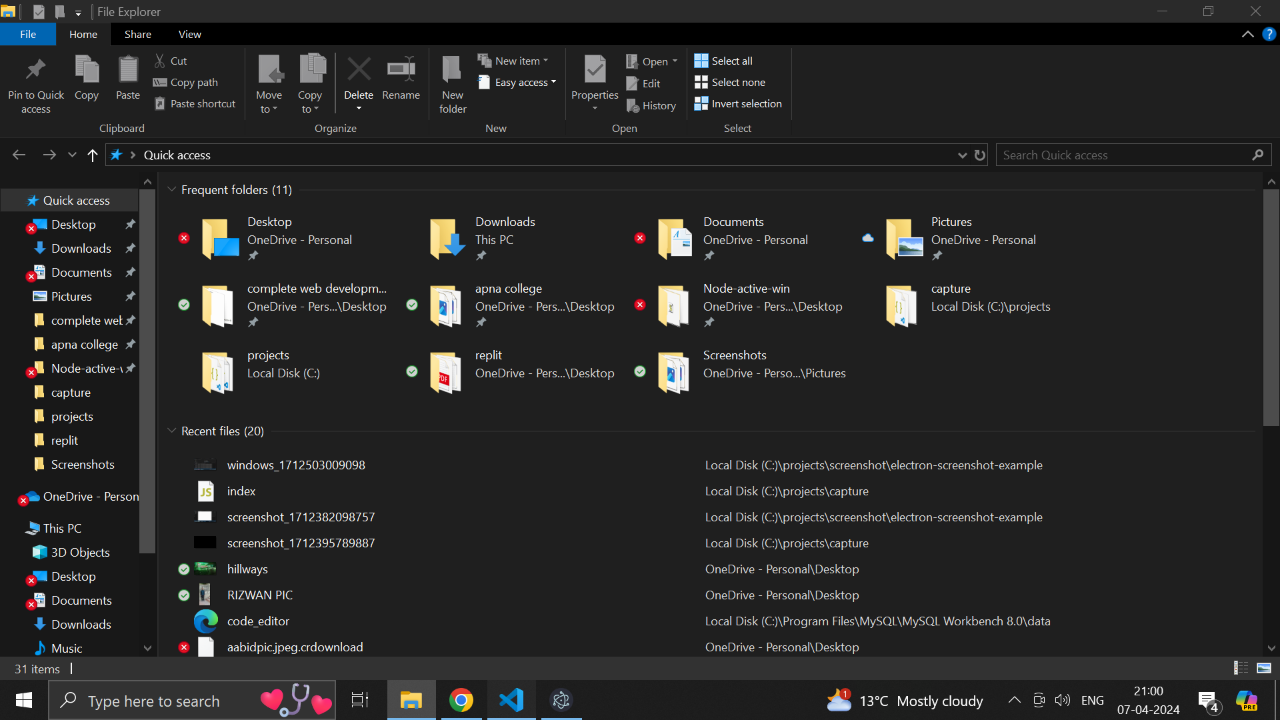 File Explorer
File Home Share View
Pin to Quick access
Copy
Paste
Cut
Copy path
Paste shortcut
Clipboard
Move to
Copy to
Delete
Rename
Organize
New folder
New item
Easy access
New
Properties
Open
Edit
History
Open
Select all
Select none
Invert selection
Select
Quick access
Search Quick access
Quick access
Desktop
Downloads
Documents
Pictures
complete web
apna college
Node-active-
capture
projects
replit
Screenshots
OneDrive - Person
This PC
3D Objects
Desktop
Documents
Downloads
Music
Frequent folders (11)
Desktop
OneDrive - Personal
Downloads
This PC
Documents
OneDrive - Personal
Pictures
OneDrive - Personal
complete web developm...
OneDrive - Pers...\Desktop
apna college
OneDrive - Pers...\Desktop
Node-active-win
OneDrive - Pers...\Desktop
capture
Local Disk (C:)\projects
projects
Local Disk (C:)
replit
OneDrive - Pers...\Desktop
Screenshots
OneDrive - Perso...\Pictures
Recent files (20)
windows_1712503009098 Local Disk (C:)\projects\screenshot\electron-screenshot-example
JS index Local Disk (C:)\projects\capture
screenshot_1712382098757 Local Disk (C:)\projects\screenshot\electron-screenshot-example
screenshot_1712395789887 Local Disk (C:)\projects\capture
hillways OneDrive - Personal\Desktop
RIZWAN PIC OneDrive - Personal\Desktop
code_editor Local Disk (C:)\Program Files\MySQL\MySQL Workbench 8.0\data
aabidpic.jpeg.crdownload OneDrive - Personal\Desktop
31 items
Type here to search
1
13°C Mostly cloudy
ENG
21:00
07-04-2024
4
PRE